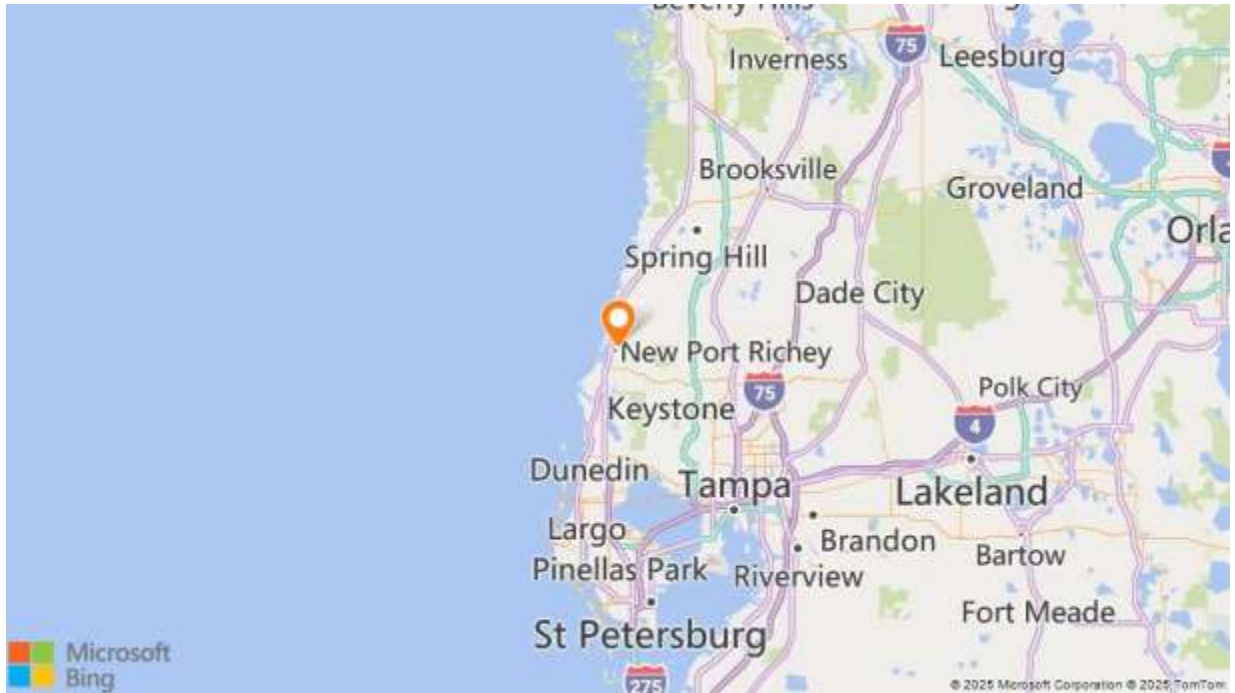 Beverly Hills
Inverness
75
Leesburg
Brooksville
Groveland
Orla
Spring Hill
Dade City
New Port Richey
75
Polk City
Keystone
4
Dunedin
Tampa
Lakeland
Largo
Brandon
Bartow
Pinellas Park
Riverview
Fort Meade
St Petersburg
Microsoft
Bing
275
© 2025 Microsoft Corporation © 2025 TomTom